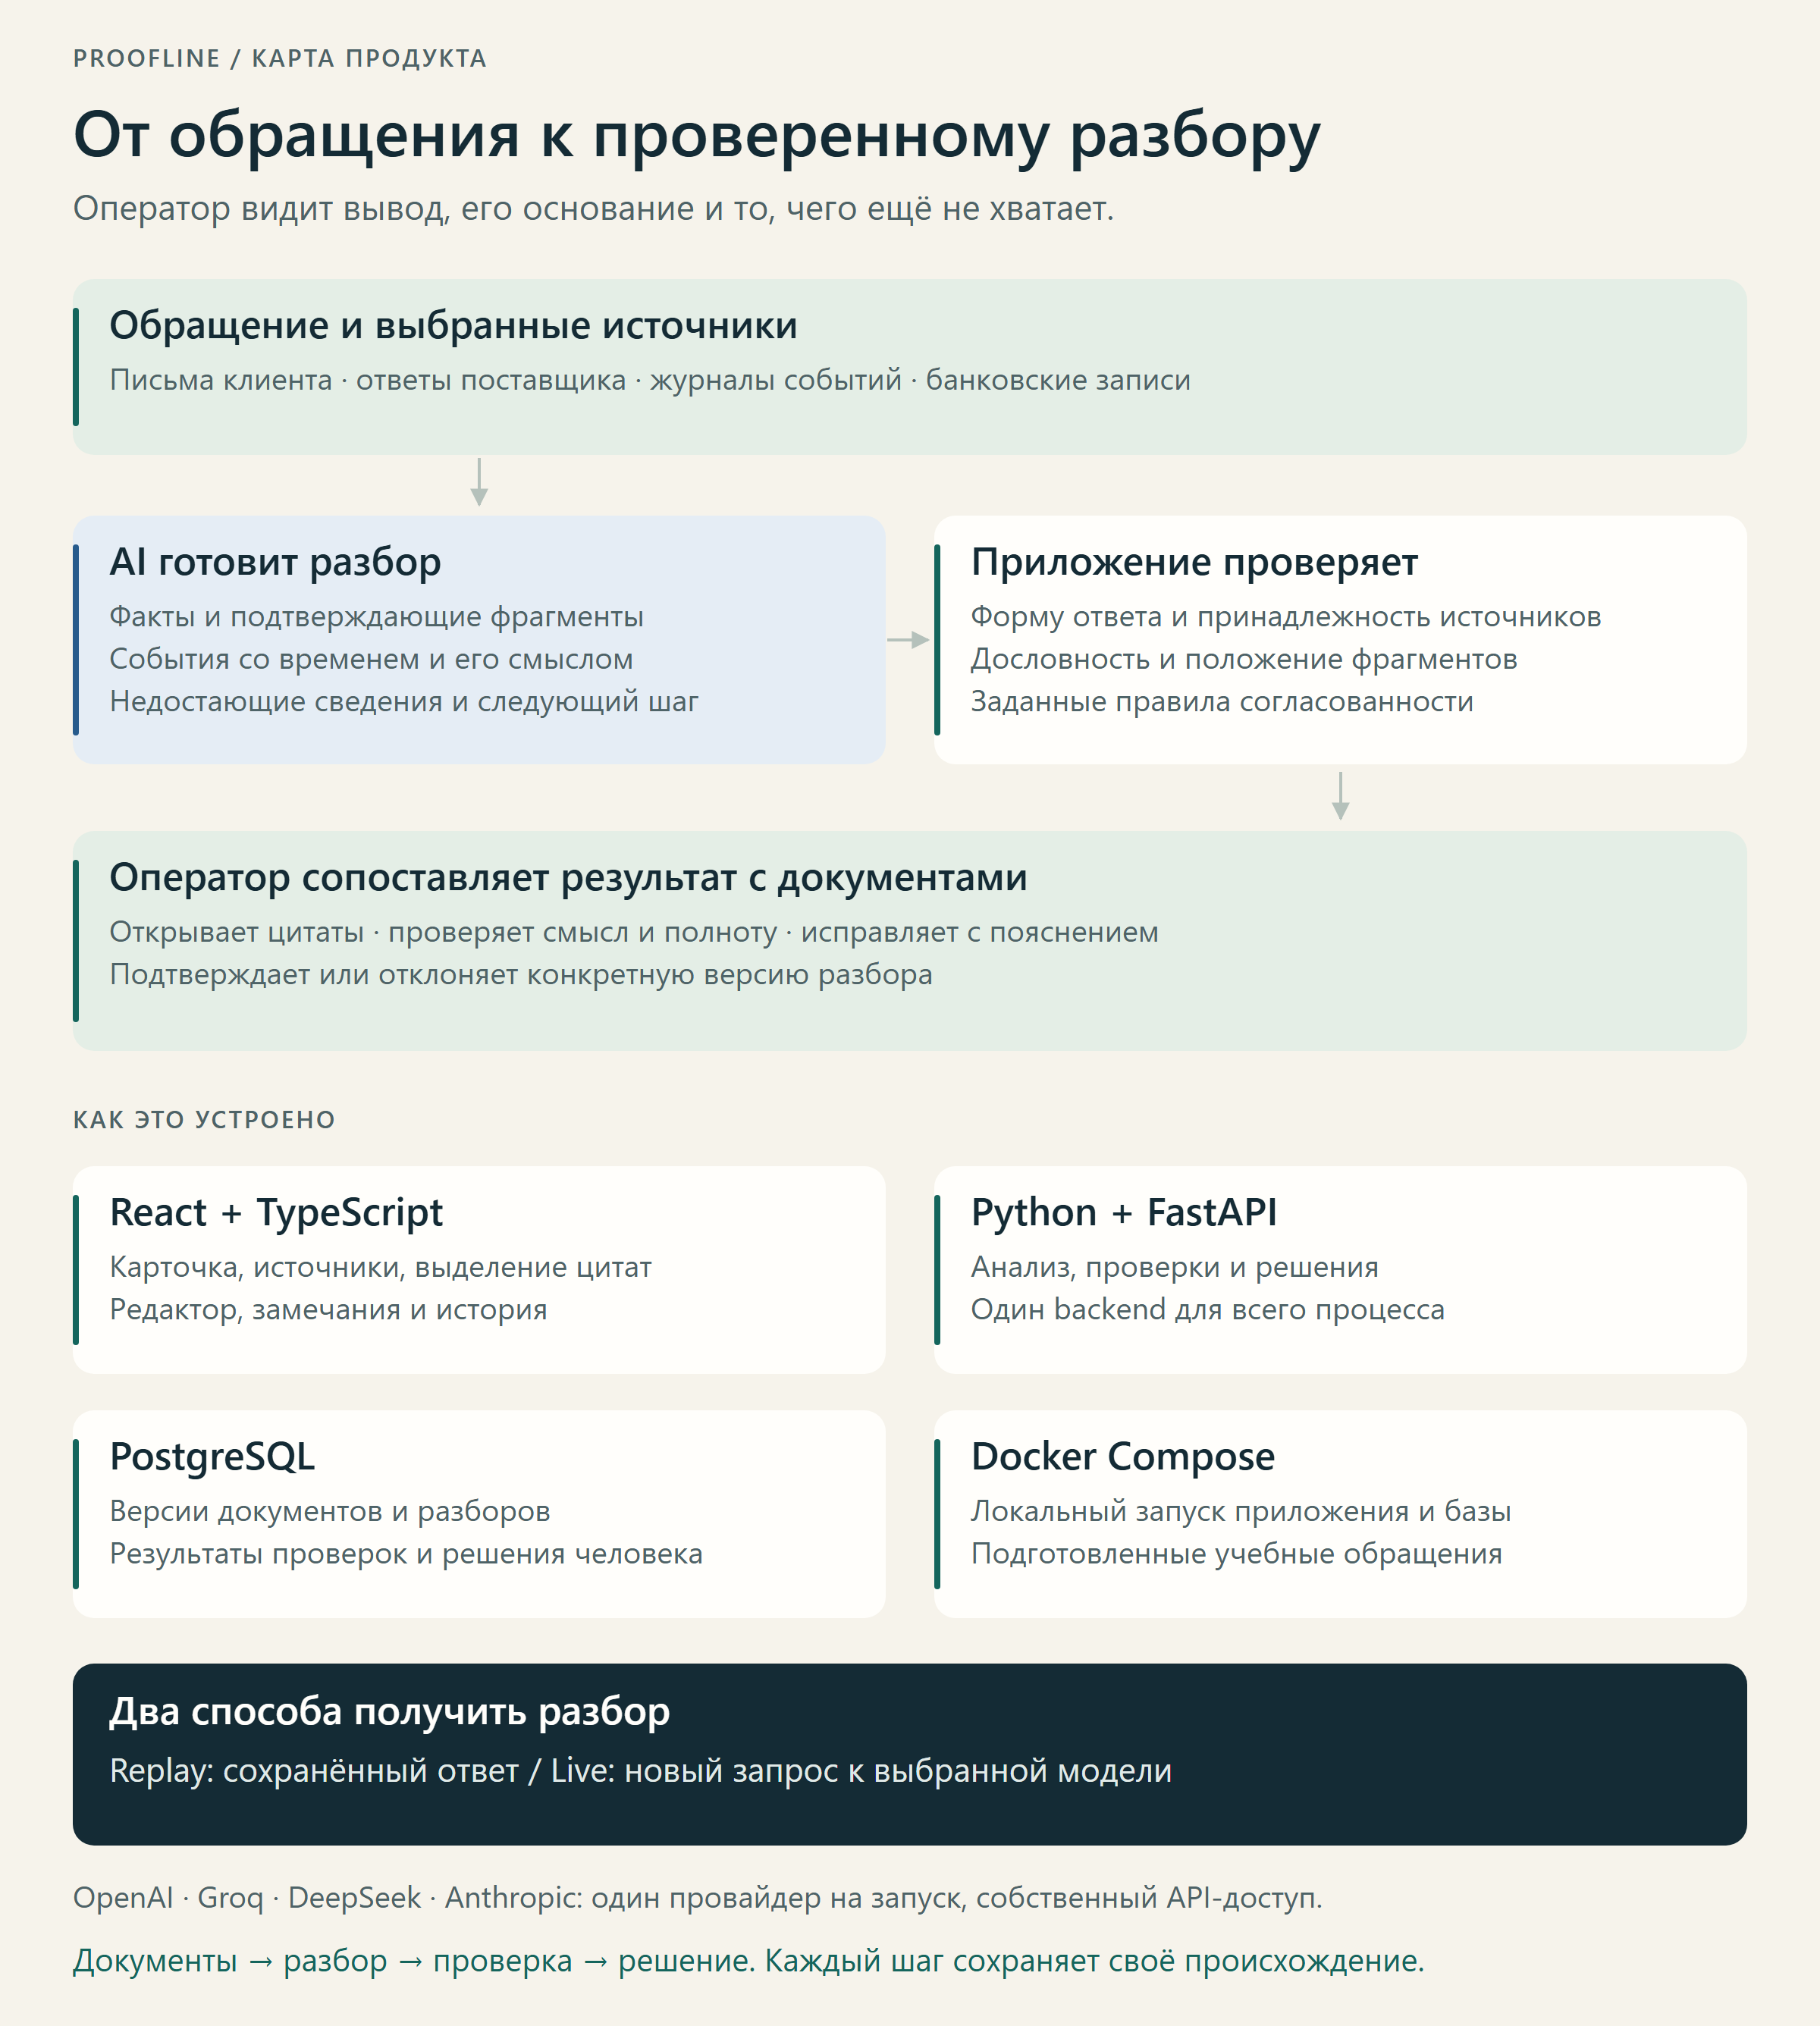 PROOFLINE / КАРТА ПРОДУКТА
От обращения к проверенному разбору
Оператор видит вывод, его основание и то, чего ещё не хватает.
Обращение и выбранные источники
Письма клиента · ответы поставщика · журналы событий · банковские записи
AI готовит разбор
Факты и подтверждающие фрагменты
События со временем и его смыслом
Недостающие сведения и следующий шаг
Приложение проверяет
Форму ответа и принадлежность источников
Дословность и положение фрагментов
Заданные правила согласованности
Оператор сопоставляет результат с документами
Открывает цитаты · проверяет смысл и полноту · исправляет с пояснением
Подтверждает или отклоняет конкретную версию разбора
КАК ЭТО УСТРОЕНО
React + TypeScript
Карточка, источники, выделение цитат
Редактор, замечания и история
Python + FastAPI
Анализ, проверки и решения
Один backend для всего процесса
PostgreSQL
Версии документов и разборов
Результаты проверок и решения человека
Docker Compose
Локальный запуск приложения и базы
Подготовленные учебные обращения
Два способа получить разбор
Replay: сохранённый ответ / Live: новый запрос к выбранной модели
OpenAI · Groq · DeepSeek · Anthropic: один провайдер на запуск, собственный API-доступ.
Документы → разбор → проверка → решение. Каждый шаг сохраняет своё происхождение.